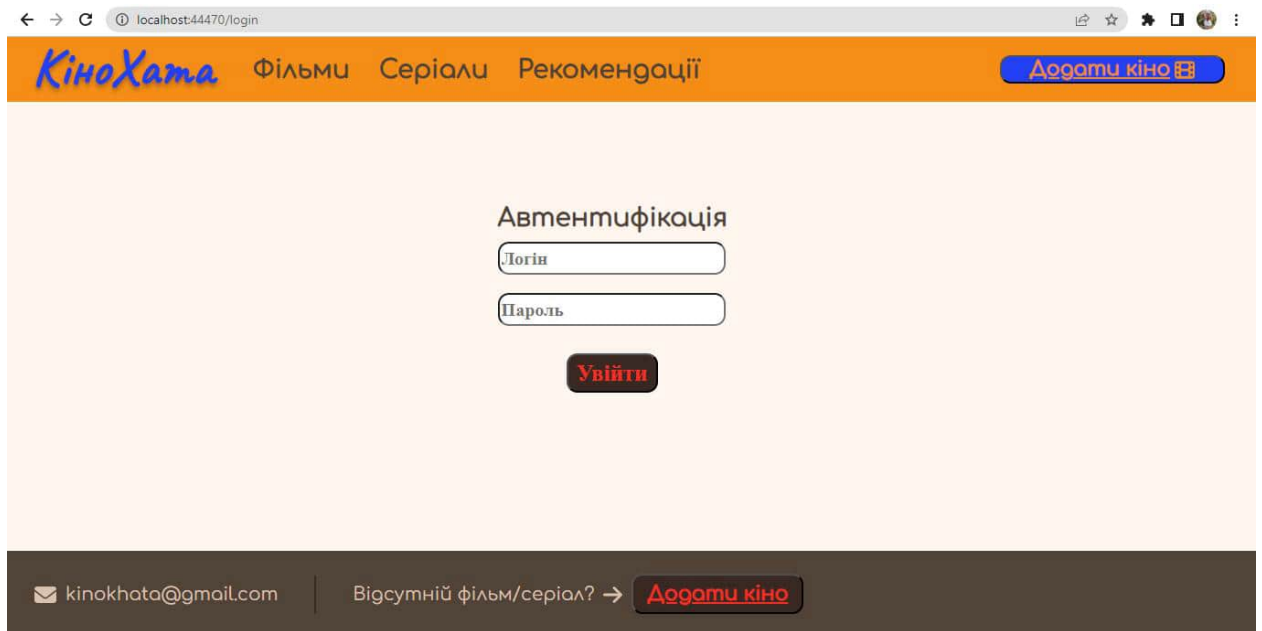 localhost:44470/login
КіноХата Фільми Серіали Рекомендації Додати кіно
Автентифікація
Логін
Пароль
Увійти
kinokhata@gmail.com Відсутній фільм/серіал? → Додати кіно